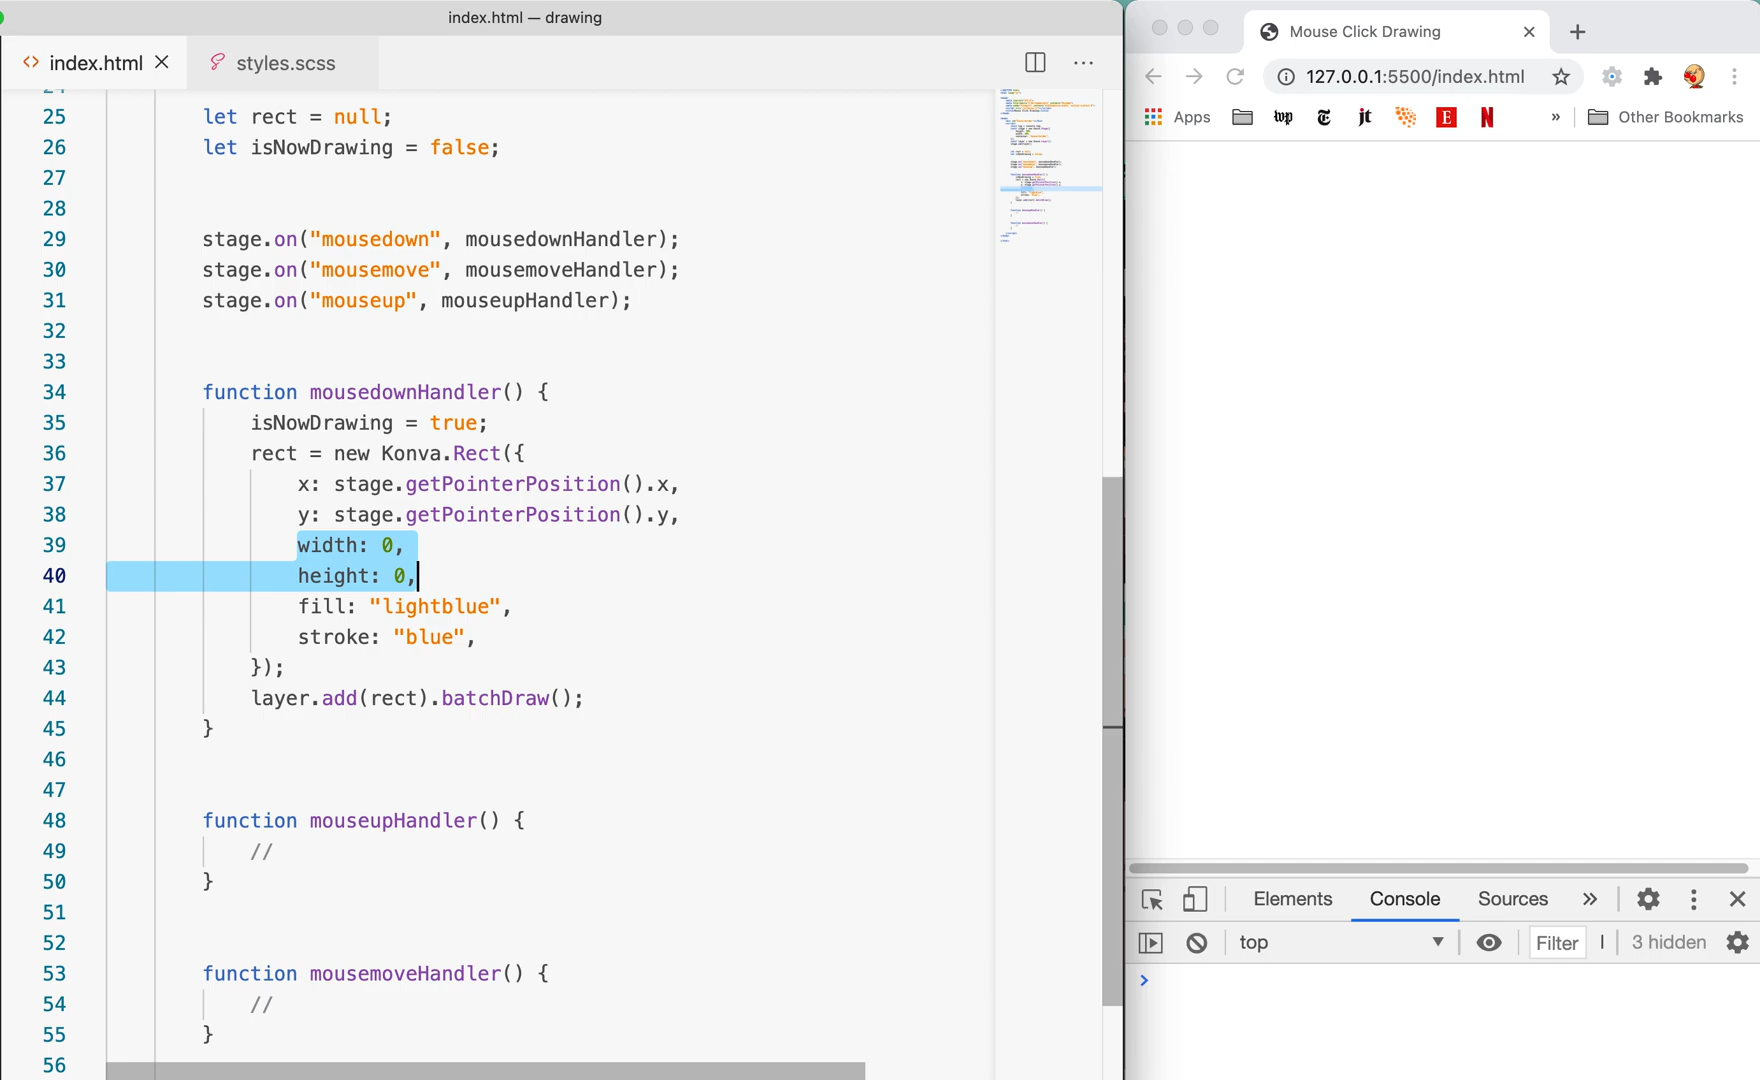 index.html — drawing
index.html
styles.scss
24
25 let rect = null;
26 let isNowDrawing = false;
27
28
29 stage.on("mousedown", mousedownHandler);
30 stage.on("mousemove", mousemoveHandler);
31 stage.on("mouseup", mouseupHandler);
32
33
34 function mousedownHandler() {
35 isNowDrawing = true;
36 rect = new Konva.Rect({
37 x: stage.getPointerPosition().x,
38 y: stage.getPointerPosition().y,
39 width: 0,
40 height: 0,
41 fill: "lightblue",
42 stroke: "blue",
43 });
44 layer.add(rect).batchDraw();
45 }
46
47
48 function mouseupHandler() {
49 //
50 }
51
52
53 function mousemoveHandler() {
54 //
55 }
56
Mouse Click Drawing
127.0.0.1:5500/index.html
Apps wp T jt E N » Other Bookmarks
Elements Console Sources »
top Filter 3 hidden